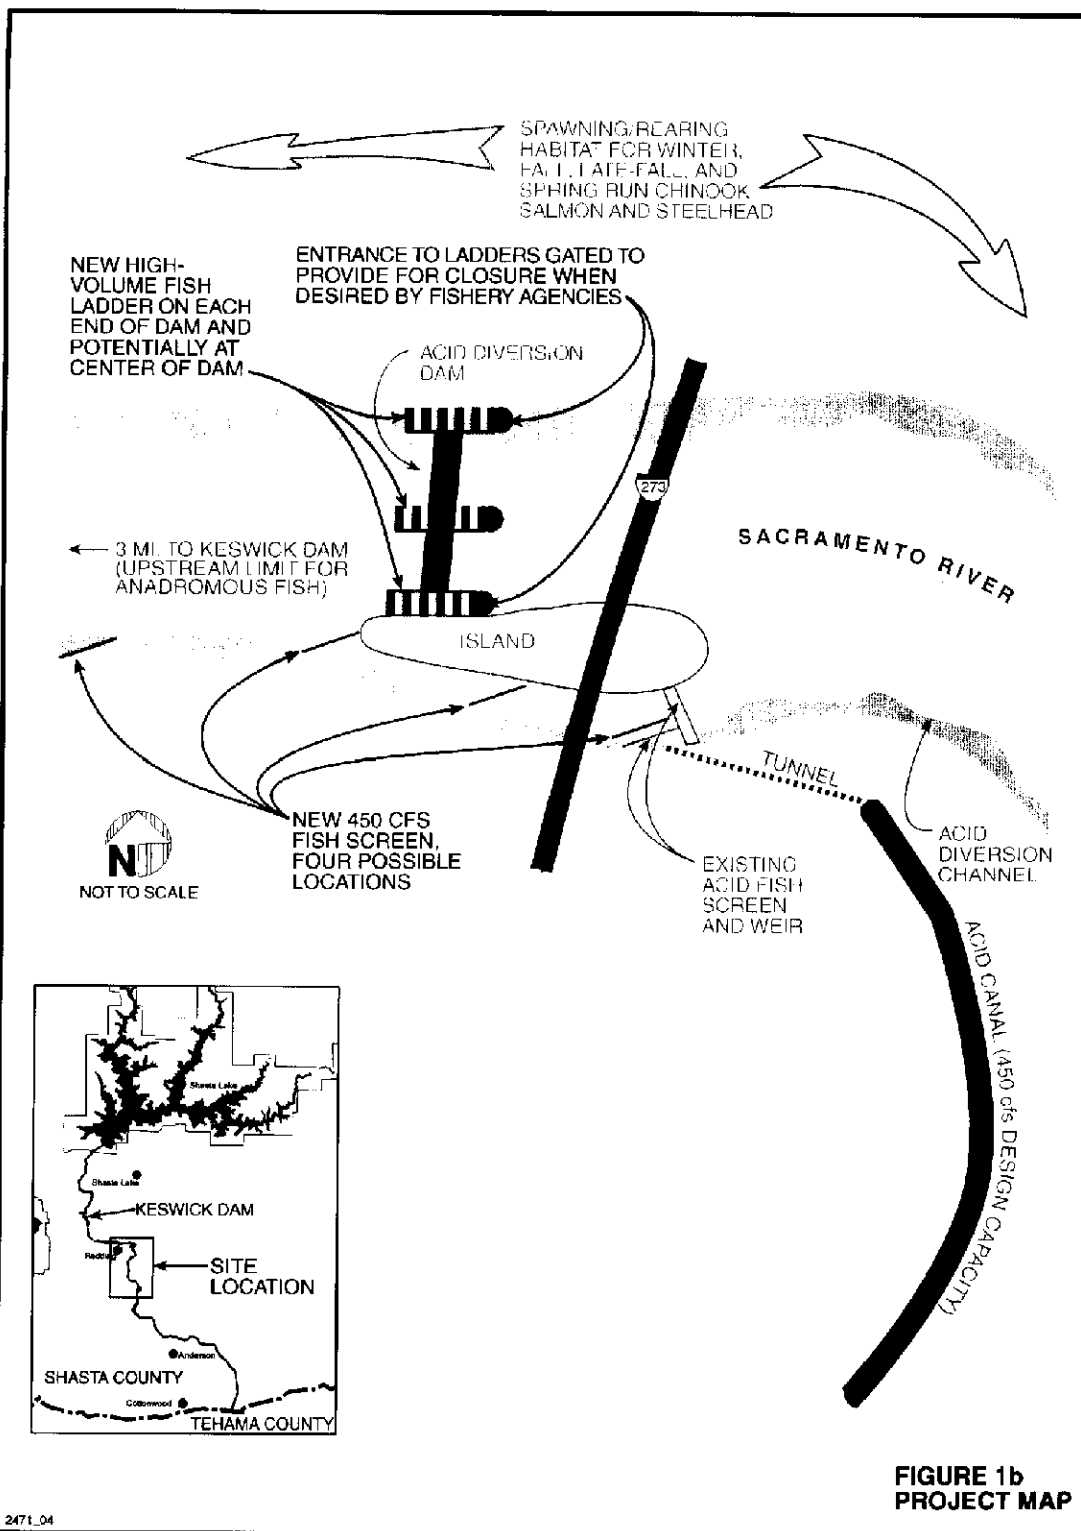 SPAWNING/REARING
HABITAT FOR WINTER,
FALL, LATE-FALL, AND
SPRING RUN CHINOOK
SALMON AND STEELHEAD
NEW HIGH-
VOLUME FISH
LADDER ON EACH
END OF DAM AND
POTENTIALLY AT
CENTER OF DAM
ENTRANCE TO LADDERS GATED TO
PROVIDE FOR CLOSURE WHEN
DESIRED BY FISHERY AGENCIES
ACID DIVERSION
DAM
273
SACRAMENTO RIVER
3 MI. TO KESWICK DAM
(UPSTREAM LIMIT FOR
ANADROMOUS FISH)
ISLAND
TUNNEL
NEW 450 CFS
FISH SCREEN,
FOUR POSSIBLE
LOCATIONS
N
NOT TO SCALE
EXISTING
ACID FISH
SCREEN
AND WEIR
ACID
DIVERSION
CHANNEL
ACID CANAL (450 cfs DESIGN CAPACITY)
Shasta Lake
Shasta Lake
KESWICK DAM
Redding
SITE
LOCATION
Anderson
SHASTA COUNTY
Cottonwood
TEHAMA COUNTY
FIGURE 1b
PROJECT MAP
2471_04